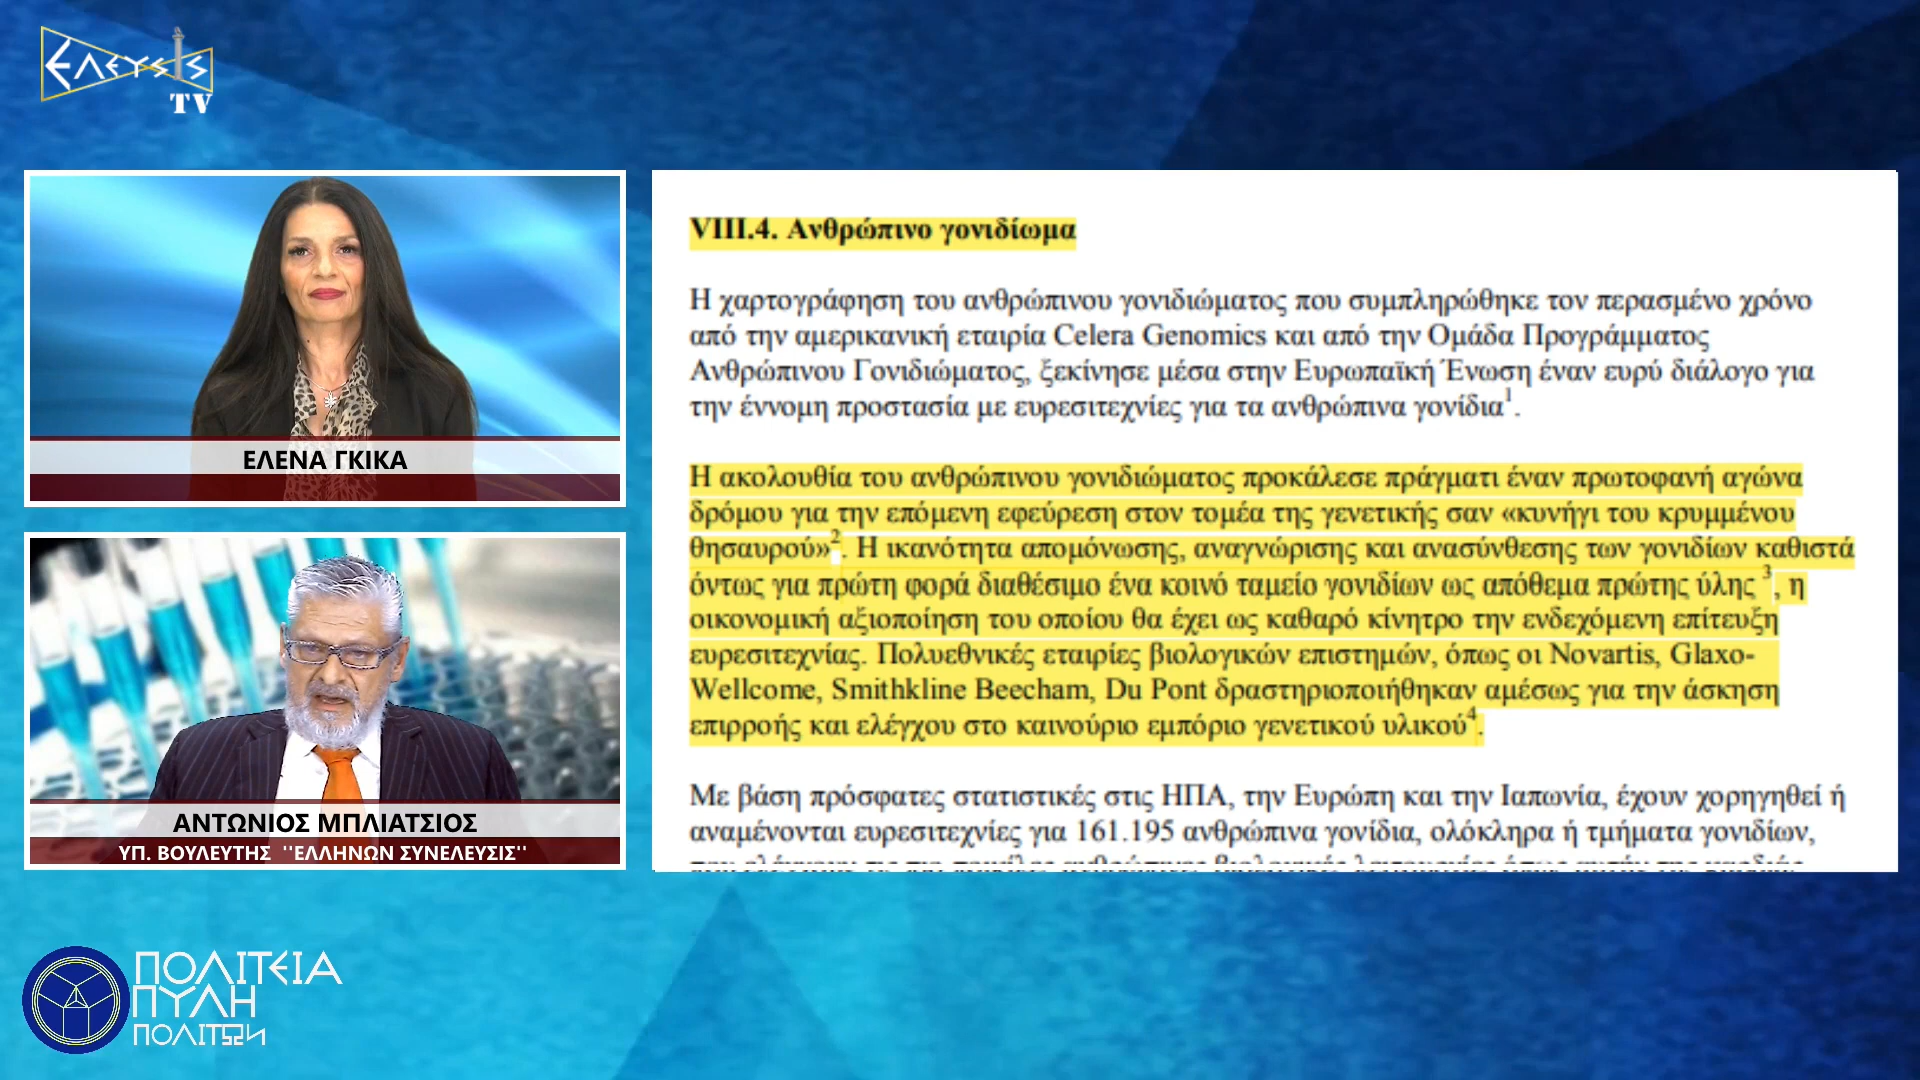 ΕΛΕΥSIS
TV
ΕΛΕΝΑ ΓΚΙΚΑ
ΑΝΤΩΝΙΟΣ ΜΠΛΙΑΤΣΙΟΣ
ΥΠ. ΒΟΥΛΕΥΤΗΣ ''ΕΛΛΗΝΩΝ ΣΥΝΕΛΕΥΣΙΣ''
VIII.4. Ανθρώπινο γονιδίωμα
Η χαρτογράφηση του ανθρώπινου γονιδιώματος που συμπληρώθηκε τον περασμένο χρόνο
από την αμερικανική εταιρία Celera Genomics και από την Ομάδα Προγράμματος
Ανθρώπινου Γονιδιώματος, ξεκίνησε μέσα στην Ευρωπαϊκή Ένωση έναν ευρύ διάλογο για
την έννομη προστασία με ευρεσιτεχνίες για τα ανθρώπινα γονίδια1.
Η ακολουθία του ανθρώπινου γονιδιώματος προκάλεσε πράγματι έναν πρωτοφανή αγώνα
δρόμου για την επόμενη εφεύρεση στον τομέα της γενετικής σαν «κυνήγι του κρυμμένου
θησαυρού»2. Η ικανότητα απομόνωσης, αναγνώρισης και ανασύνθεσης των γονιδίων καθιστά
όντως για πρώτη φορά διαθέσιμο ένα κοινό ταμείο γονιδίων ως απόθεμα πρώτης ύλης 3, η
οικονομική αξιοποίηση του οποίου θα έχει ως καθαρό κίνητρο την ενδεχόμενη επίτευξη
ευρεσιτεχνίας. Πολυεθνικές εταιρίες βιολογικών επιστημών, όπως οι Novartis, Glaxo-
Wellcome, Smithkline Beecham, Du Pont δραστηριοποιήθηκαν αμέσως για την άσκηση
επιρροής και ελέγχου στο καινούριο εμπόριο γενετικού υλικού4.
Με βάση πρόσφατες στατιστικές στις ΗΠΑ, την Ευρώπη και την Ιαπωνία, έχουν χορηγηθεί ή
αναμένονται ευρεσιτεχνίες για 161.195 ανθρώπινα γονίδια, ολόκληρα ή τμήματα γονιδίων,
ΠΟΛΙΤΕΙΑ
ΠΥΛΗ
ΠΟΛΙΤΩΝ